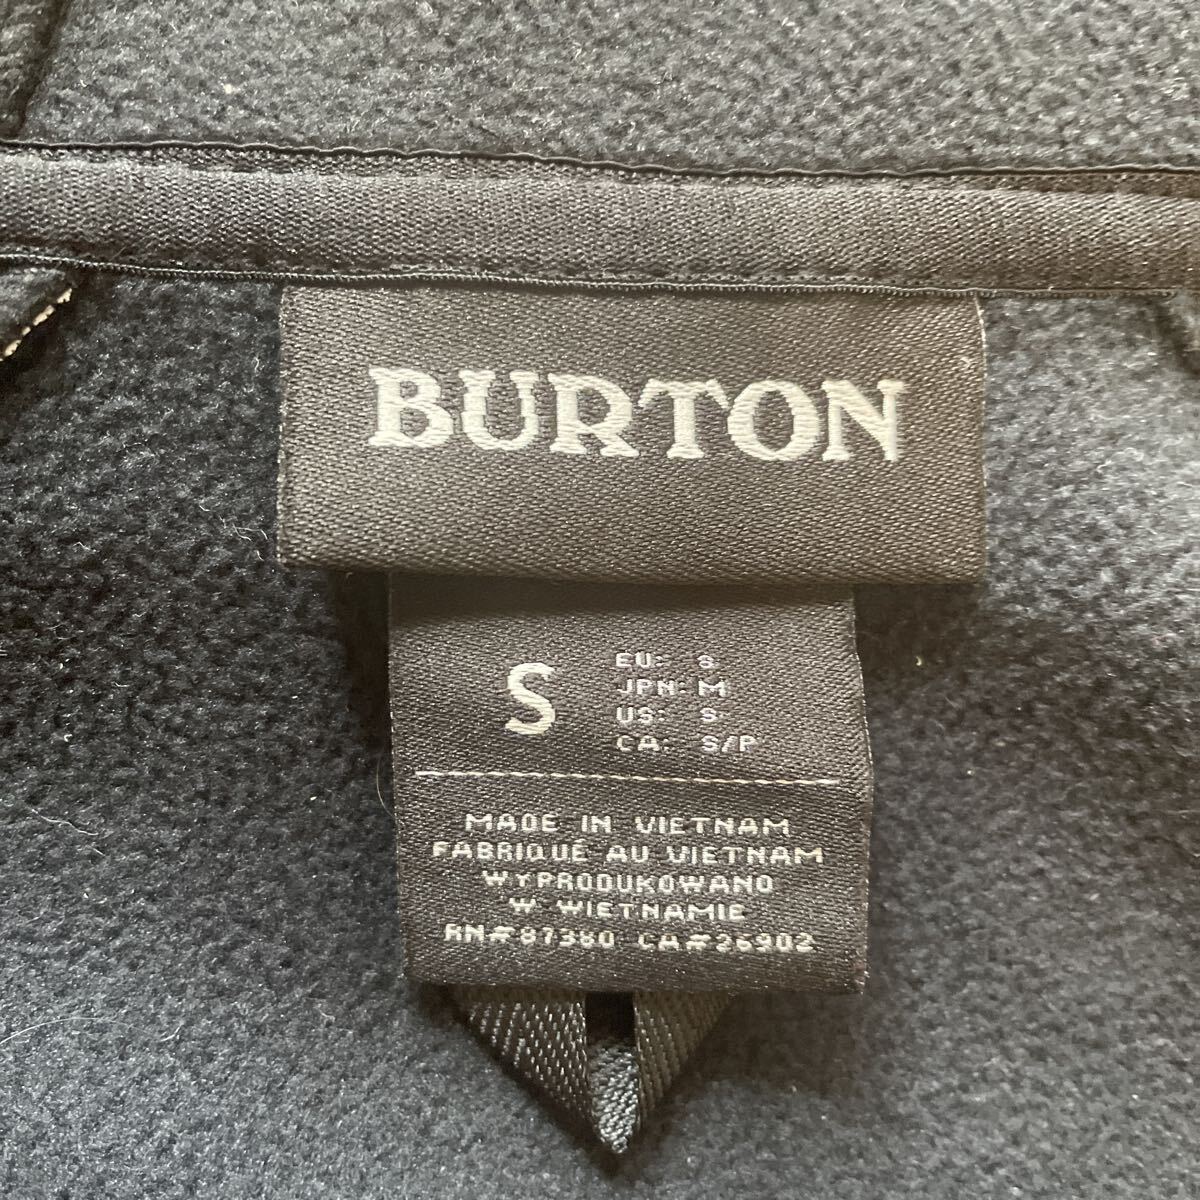 BURTON
S
EU: S
JPN: M
US: S
CA: S/P
MADE IN VIETNAM
FABRIQUÉ AU VIETNAM
WYPRODUKOWANO
W WIETNAMIE
RN#87380 CA#26902